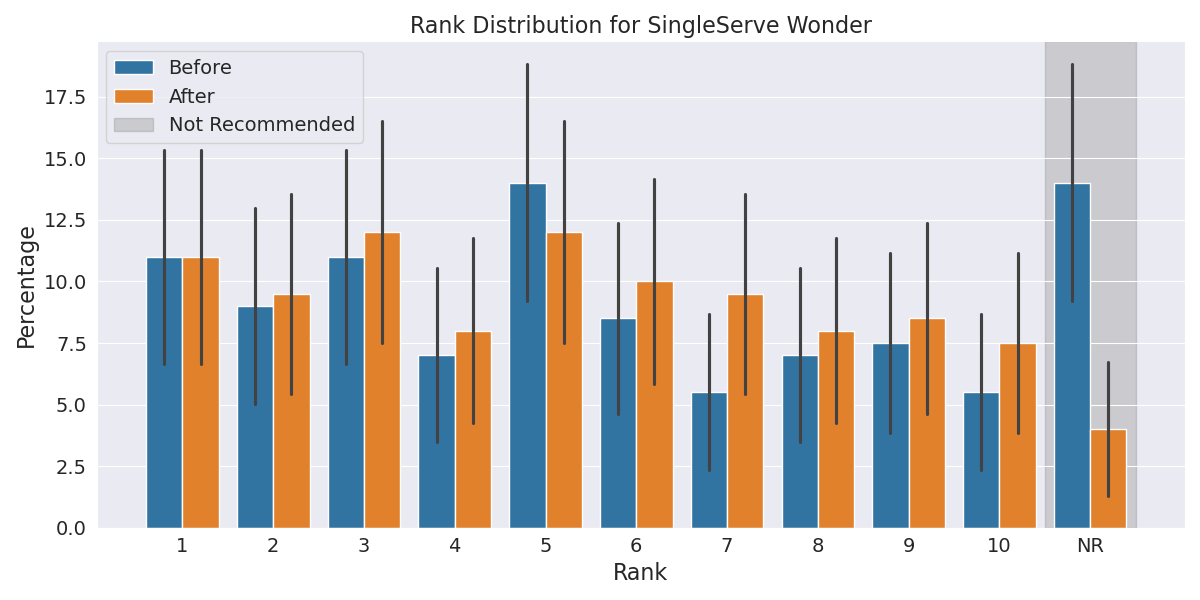 Rank Distribution for SingleServe Wonder
Before
After
Not Recommended
Percentage
17.5
15.0
12.5
10.0
7.5
5.0
2.5
0.0
1 2 3 4 5 6 7 8 9 10 NR
Rank